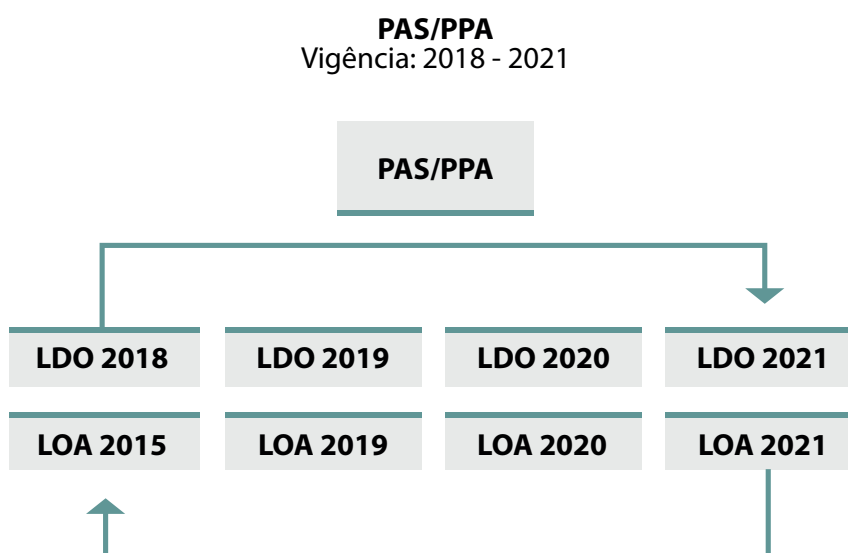 PAS/PPA
Vigência: 2018 - 2021
PAS/PPA
LDO 2018
LDO 2019
LDO 2020
LDO 2021
LOA 2015
LOA 2019
LOA 2020
LOA 2021